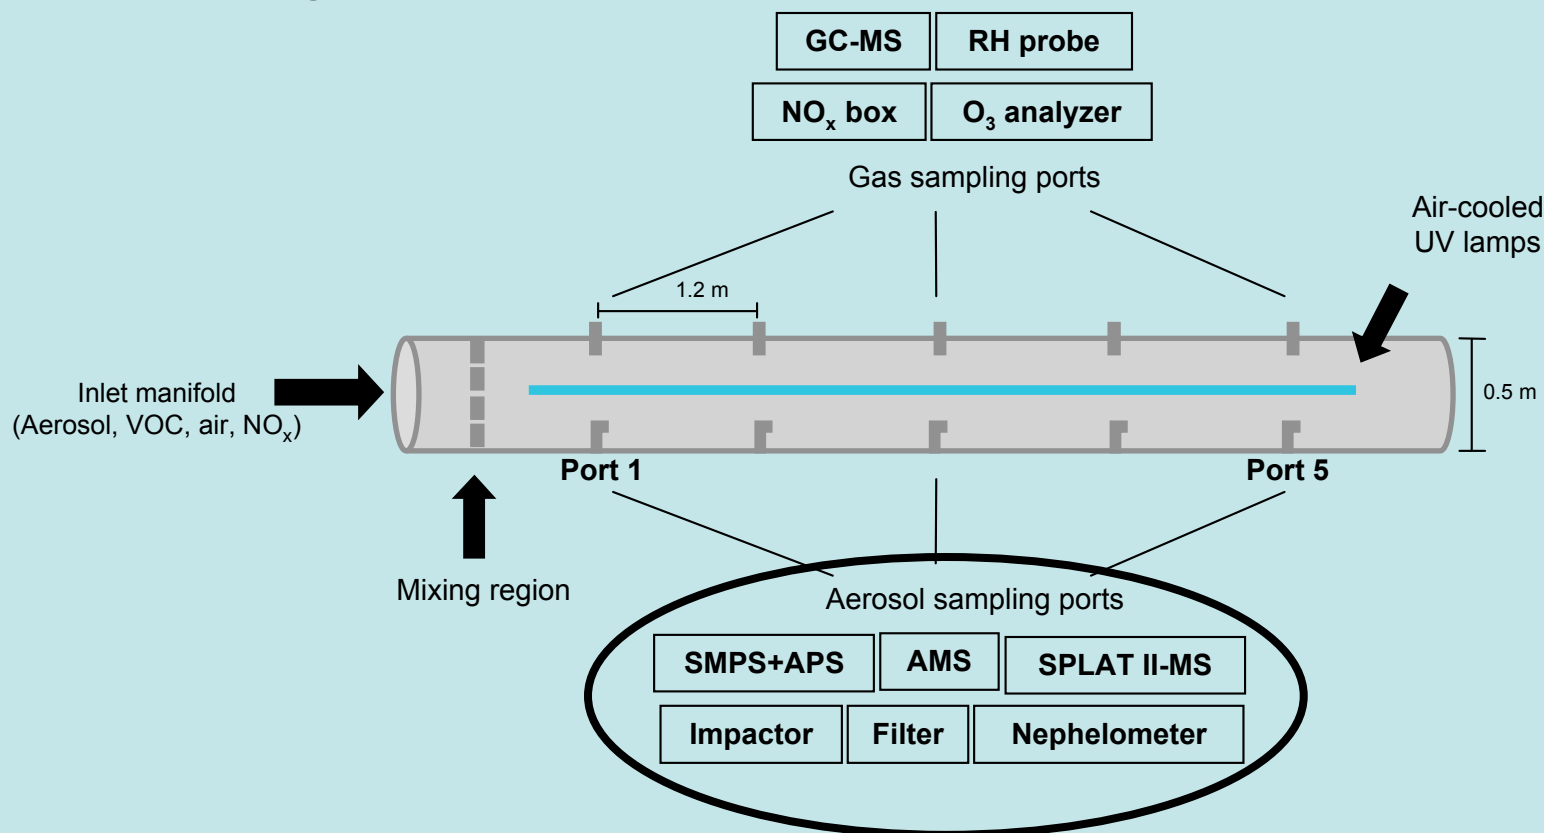 GC-MS
RH probe
NOx box
O3 analyzer
Gas sampling ports
Air-cooled
UV lamps
1.2 m
Inlet manifold
(Aerosol, VOC, air, NOx)
0.5 m
Port 1
Port 5
Mixing region
Aerosol sampling ports
SMPS+APS
AMS
SPLAT II-MS
Impactor
Filter
Nephelometer